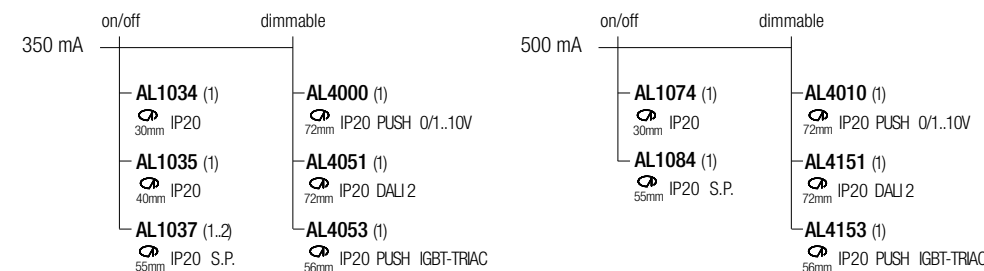 on/off dimmable
350 mA
AL1034 (1) AL4000 (1)
30mm IP20 72mm IP20 PUSH 0/1..10V
AL1035 (1) AL4051 (1)
40mm IP20 72mm IP20 DALI 2
AL1037 (1..2) AL4053 (1)
55mm IP20 S.P. 56mm IP20 PUSH IGBT-TRIAC
on/off dimmable
500 mA
AL1074 (1) AL4010 (1)
30mm IP20 72mm IP20 PUSH 0/1..10V
AL1084 (1) AL4151 (1)
55mm IP20 S.P. 72mm IP20 DALI 2
AL4153 (1)
56mm IP20 PUSH IGBT-TRIAC